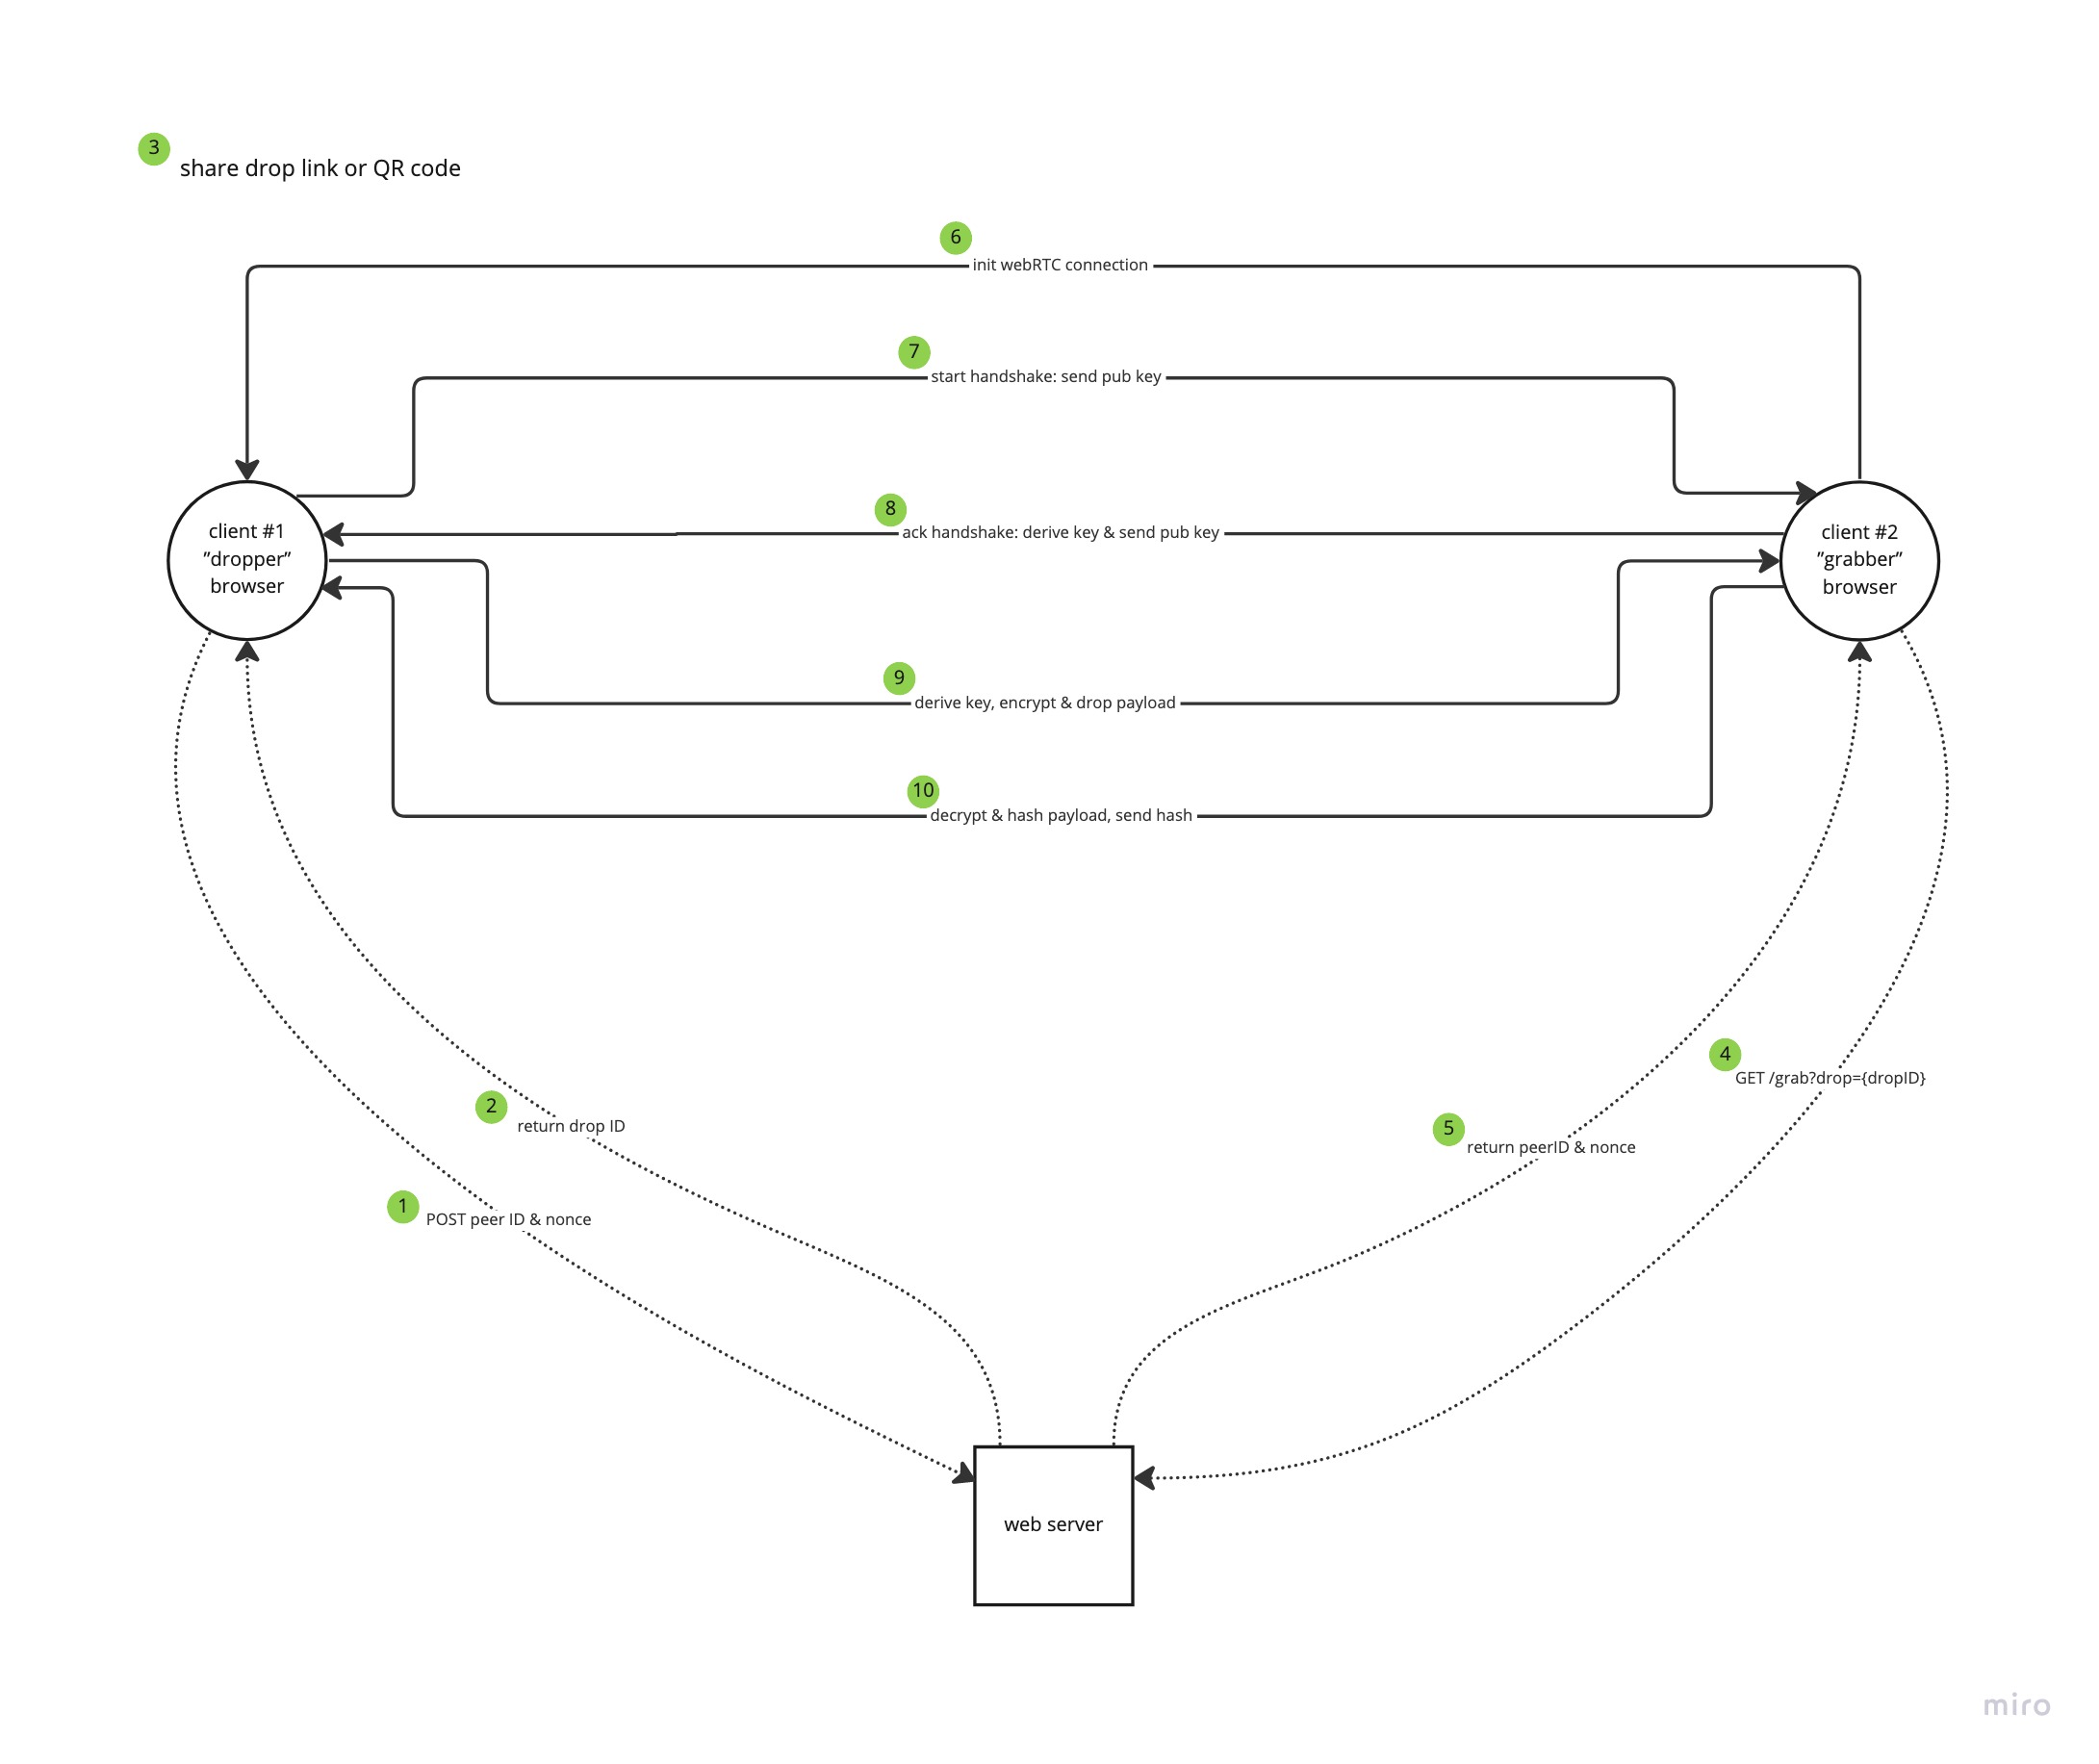 3
share drop link or QR code
6
init webRTC connection
7
start handshake: send pub key
8
ack handshake: derive key & send pub key
client #1
”dropper”
browser
client #2
”grabber”
browser
9
derive key, encrypt & drop payload
10
decrypt & hash payload, send hash
4
GET /grab?drop={dropID}
2
return drop ID
5
return peerID & nonce
1
POST peer ID & nonce
web server
miro